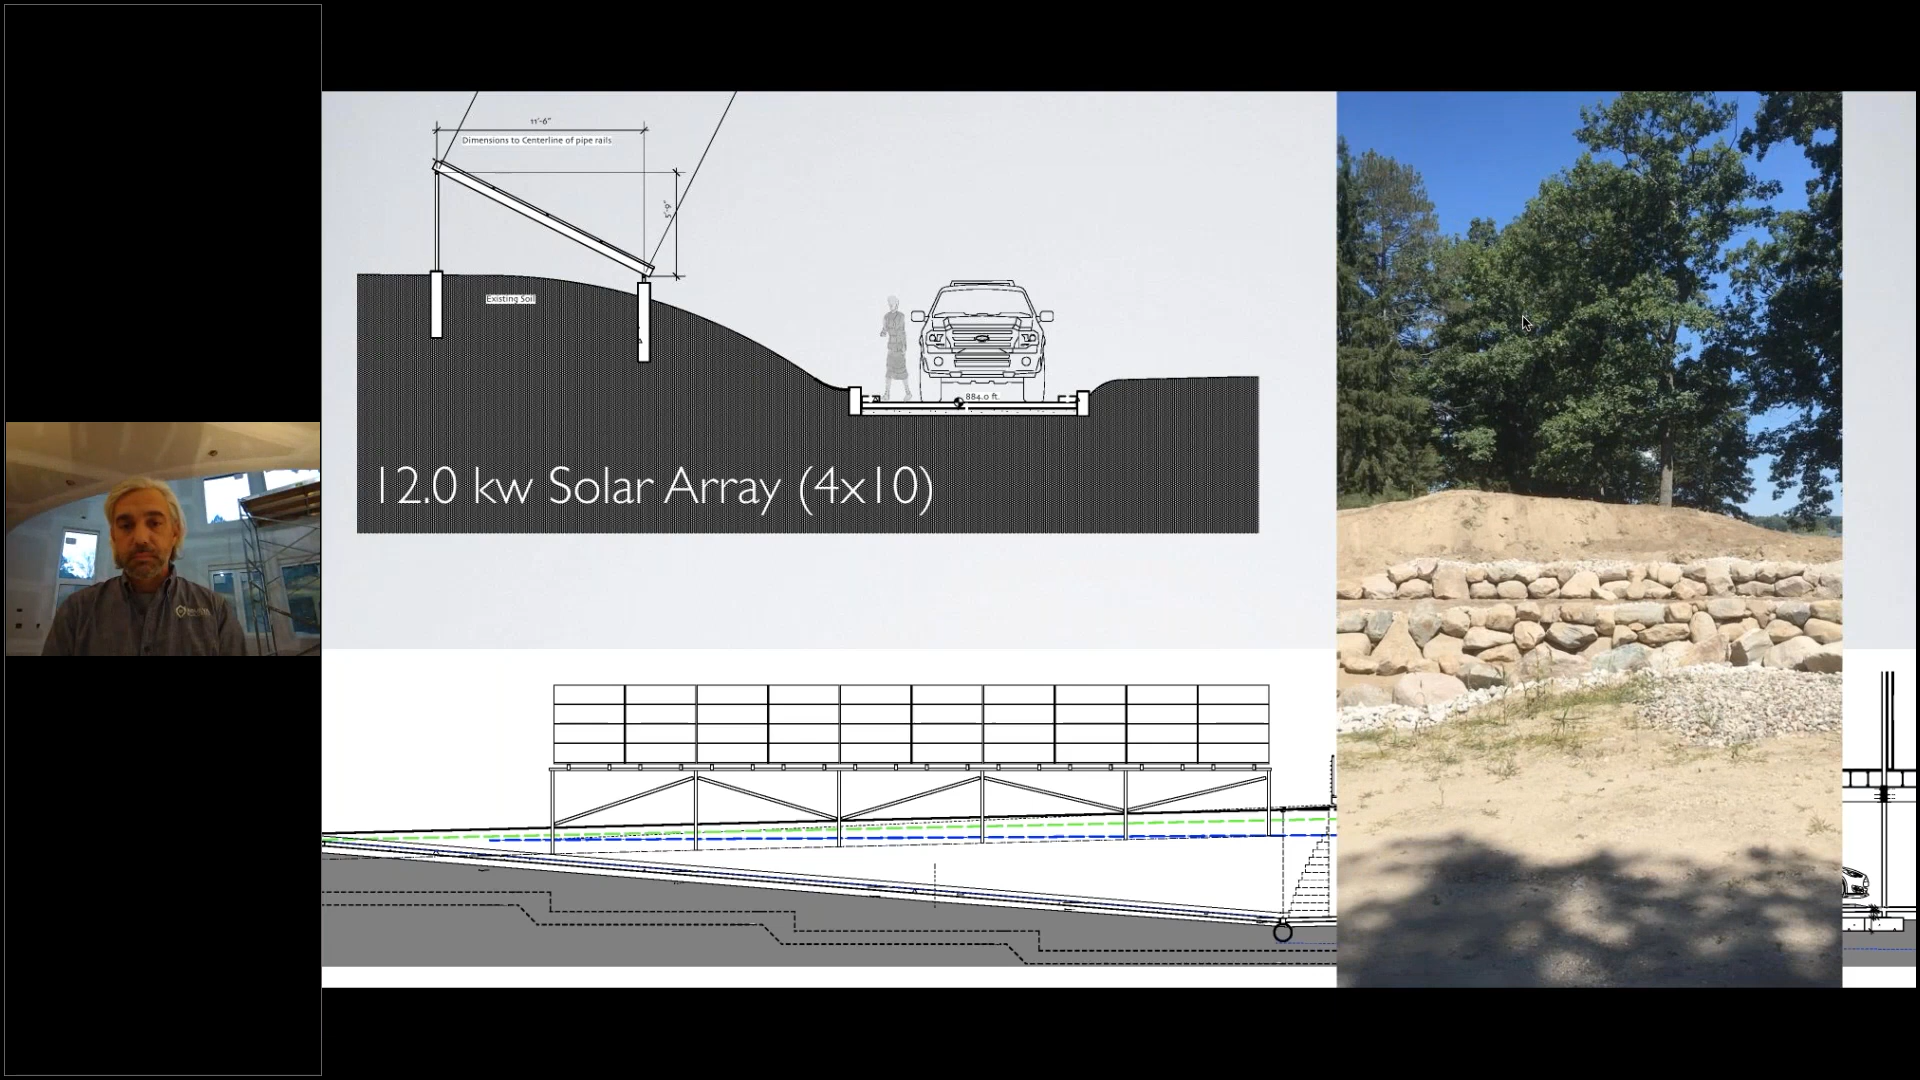 11'-6"
Dimensions to Centerline of pipe rails
5'-9"
Existing Soil
884.0 ft.
12.0 kw Solar Array (4x10)